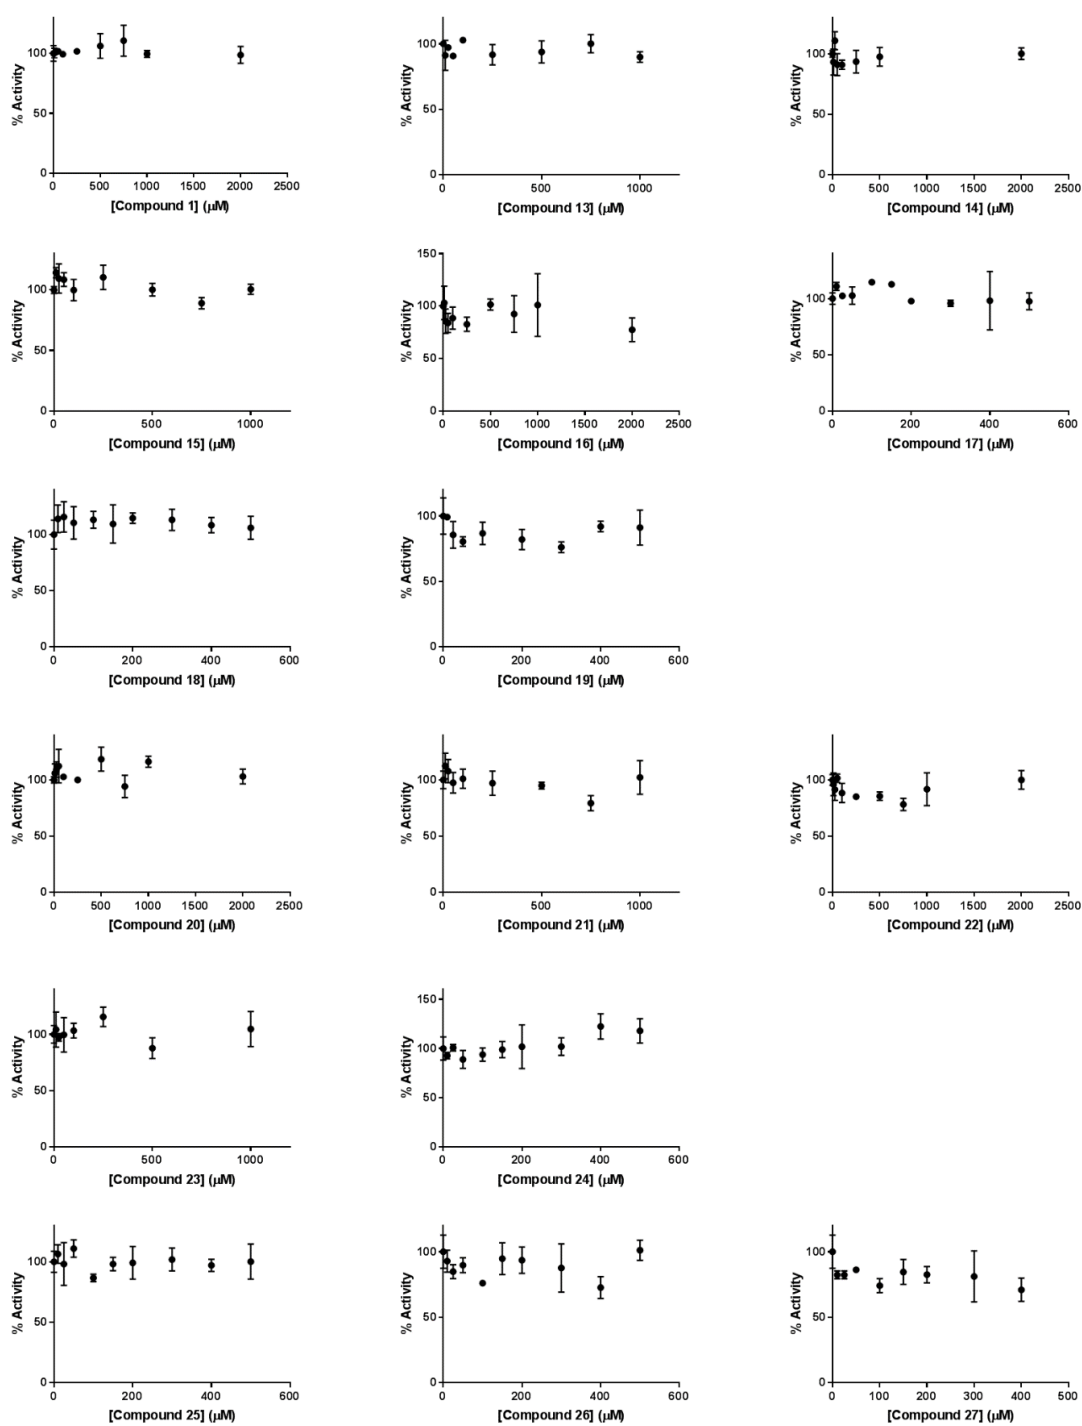 % Activity
100
50
0
0 500 1000 1500 2000 2500
[Compound 1] (μM)
% Activity
100
50
0
0 500 1000
[Compound 13] (μM)
% Activity
100
50
0
0 500 1000 1500 2000 2500
[Compound 14] (μM)
% Activity
100
50
0
0 500 1000
[Compound 15] (μM)
% Activity
150
100
50
0
0 500 1000 1500 2000 2500
[Compound 16] (μM)
% Activity
100
50
0
0 200 400 600
[Compound 17] (μM)
% Activity
100
50
0
0 200 400 600
[Compound 18] (μM)
% Activity
100
50
0
0 200 400 600
[Compound 19] (μM)
% Activity
100
50
0
0 500 1000 1500 2000 2500
[Compound 20] (μM)
% Activity
100
50
0
0 500 1000
[Compound 21] (μM)
% Activity
100
50
0
0 500 1000 1500 2000 2500
[Compound 22] (μM)
% Activity
100
50
0
0 500 1000
[Compound 23] (μM)
% Activity
150
100
50
0
0 200 400 600
[Compound 24] (μM)
% Activity
100
50
0
0 200 400 600
[Compound 25] (μM)
% Activity
100
50
0
0 200 400 600
[Compound 26] (μM)
% Activity
100
50
0
0 100 200 300 400 500
[Compound 27] (μM)